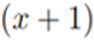 (x + 1)